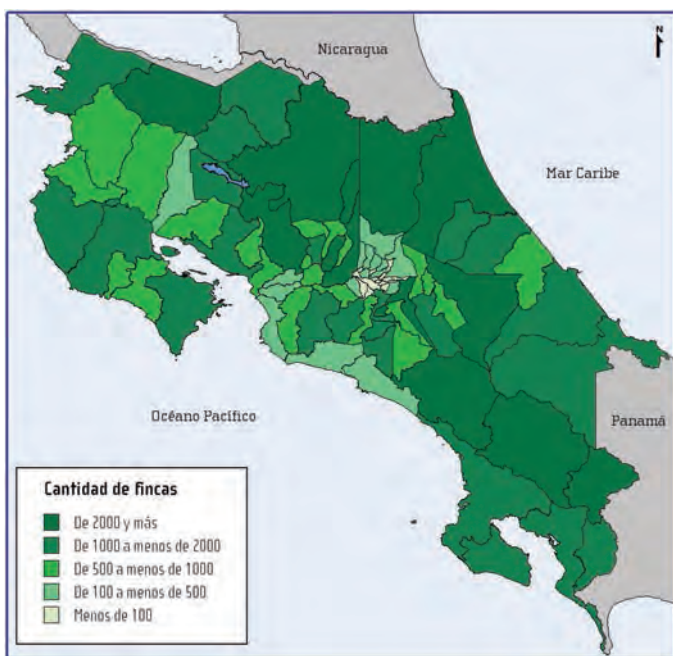 Nicaragua
N
Mar Caribe
Océano Pacífico
Panamá
Cantidad de fincas
De 2000 y más
De 1000 a menos de 2000
De 500 a menos de 1000
De 100 a menos de 500
Menos de 100